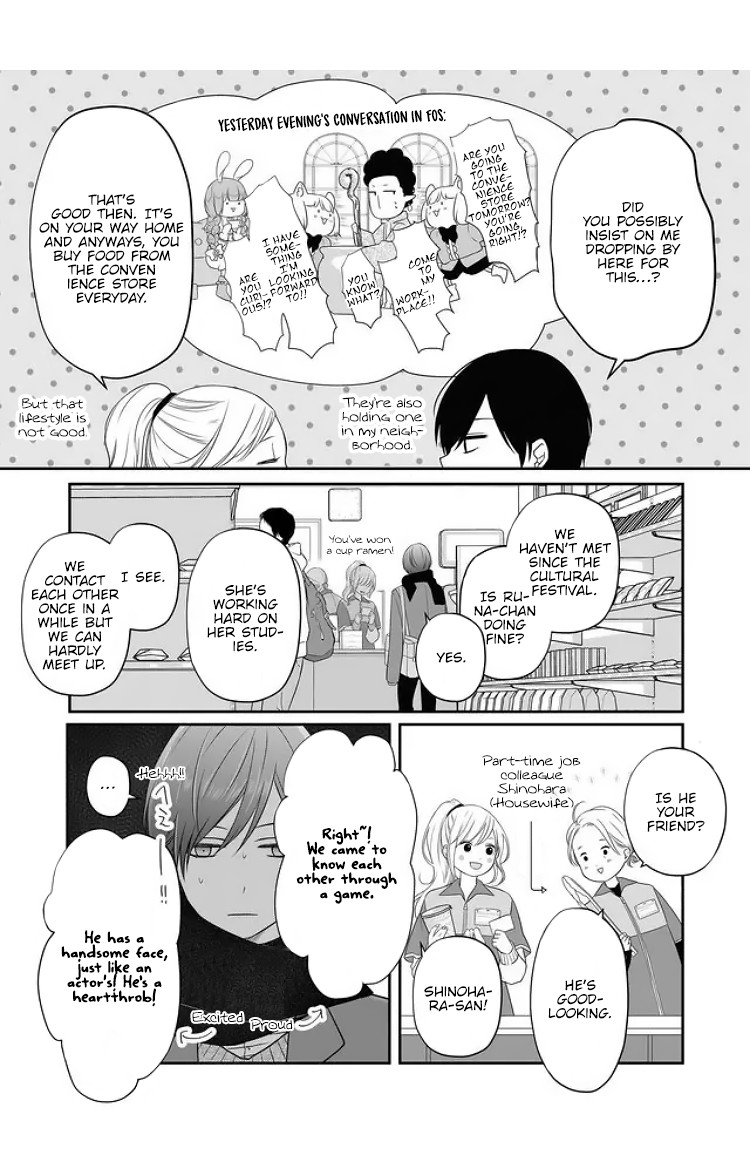 YESTERDAY EVENING'S CONVERSATION IN FOS:
DID
YOU POSSIBLY
INSIST ON ME
DROPPING BY
HERE FOR
THIS...?
ARE YOU
GOING
TO THE
CONVE-
NIENCE
STORE
TOMORROW?
YOU'RE
GOING,
RIGHT!?
COME
TO
MY
WORK-
PLACE!!
YOU
KNOW
WHAT?
I HAVE
SOME-
THING
I'M
LOOKING
FORWARD
TO!!
ARE
YOU
CURI-
OUS!?
THAT'S
GOOD THEN. IT'S
ON YOUR WAY HOME
AND ANYWAYS, YOU
BUY FOOD FROM
THE CONVEN
IENCE STORE
EVERYDAY.
They're also
holding one
in my neigh-
borhood.
But that
lifestyle is
not good.
WE
HAVEN'T MET
SINCE THE
CULTURAL
FESTIVAL.
IS RU-
NA-CHAN
DOING
FINE?
YES.
You've won
a cup ramen!
SHE'S
WORKING
HARD ON
HER STUD-
IES.
I SEE.
WE
CONTACT
EACH OTHER
ONCE IN A
WHILE BUT
WE CAN
HARDLY
MEET UP.
IS HE
YOUR
FRIEND?
Part-time job
colleague
Shinohara
(Housewife)
HE'S
GOOD-
LOOKING.
SHINOHA-
RA-SAN!
Right~!
We came to
know each
other through
a game.
Hehhh!!
...
He has a
handsome face,
just like an
actor's! He's a
heartthrob!
Excited
Proud